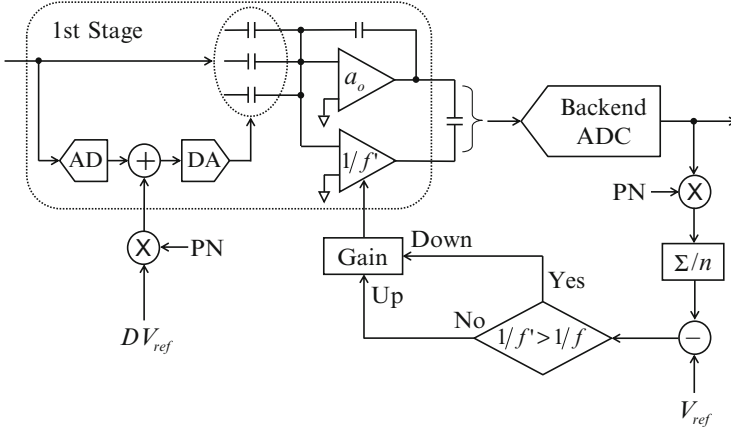 1st Stage
a_o
Backend
ADC
AD
+
DA
1/f'
PN
X
X
PN
Gain
Down
Σ/n
Up
Yes
No
DV_ref
1/f' > 1/f
−
V_ref